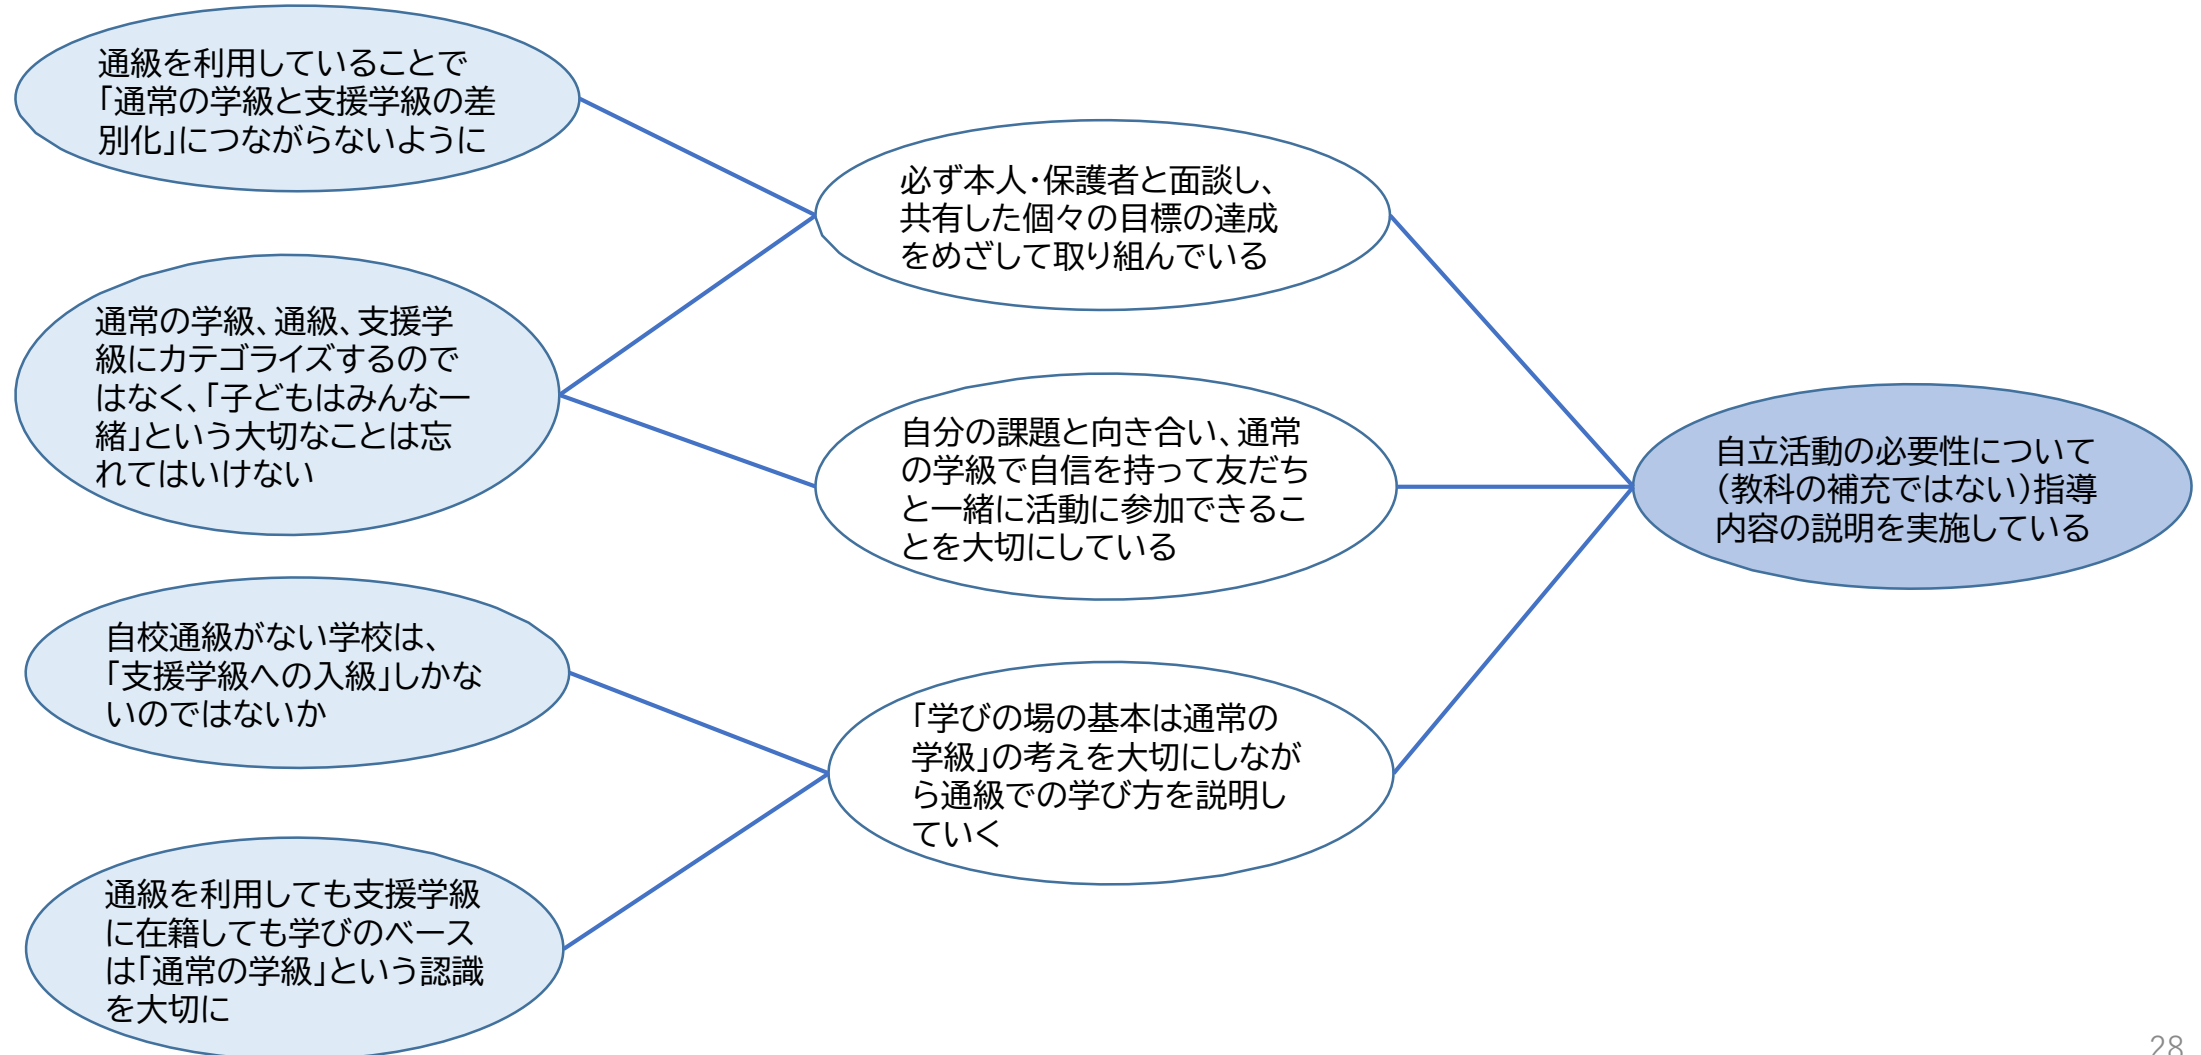 通級を利用していることで
「通常の学級と支援学級の差
別化」につながらないように
通常の学級、通級、支援学
級にカテゴライズするので
はなく、「子どもはみんな一
緒」という大切なことは忘
れてはいけない
自校通級がない学校は、
「支援学級への入級」しかな
いのではないか
通級を利用しても支援学級
に在籍しても学びのベース
は「通常の学級」という認識
を大切に
必ず本人・保護者と面談し、
共有した個々の目標の達成
をめざして取り組んでいる
自分の課題と向き合い、通常
の学級で自信を持って友だち
と一緒に活動に参加できるこ
とを大切にしている
「学びの場の基本は通常の
学級」の考えを大切にしなが
ら通級での学び方を説明し
ていく
自立活動の必要性について
(教科の補充ではない)指導
内容の説明を実施している
28